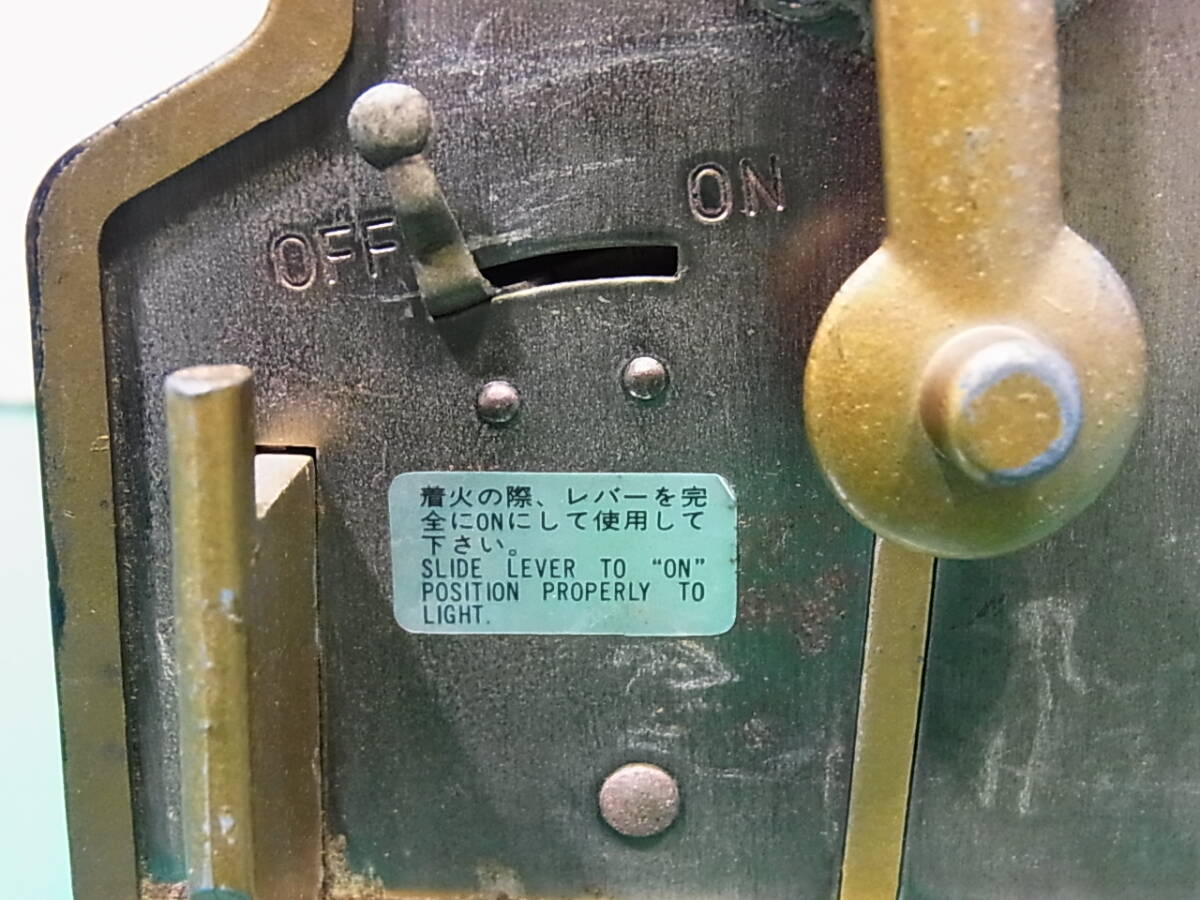 OFF
ON
着火の際、レバーを完
全にONにして使用して
下さい。
SLIDE LEVER TO “ON”
POSITION PROPERLY TO
LIGHT.